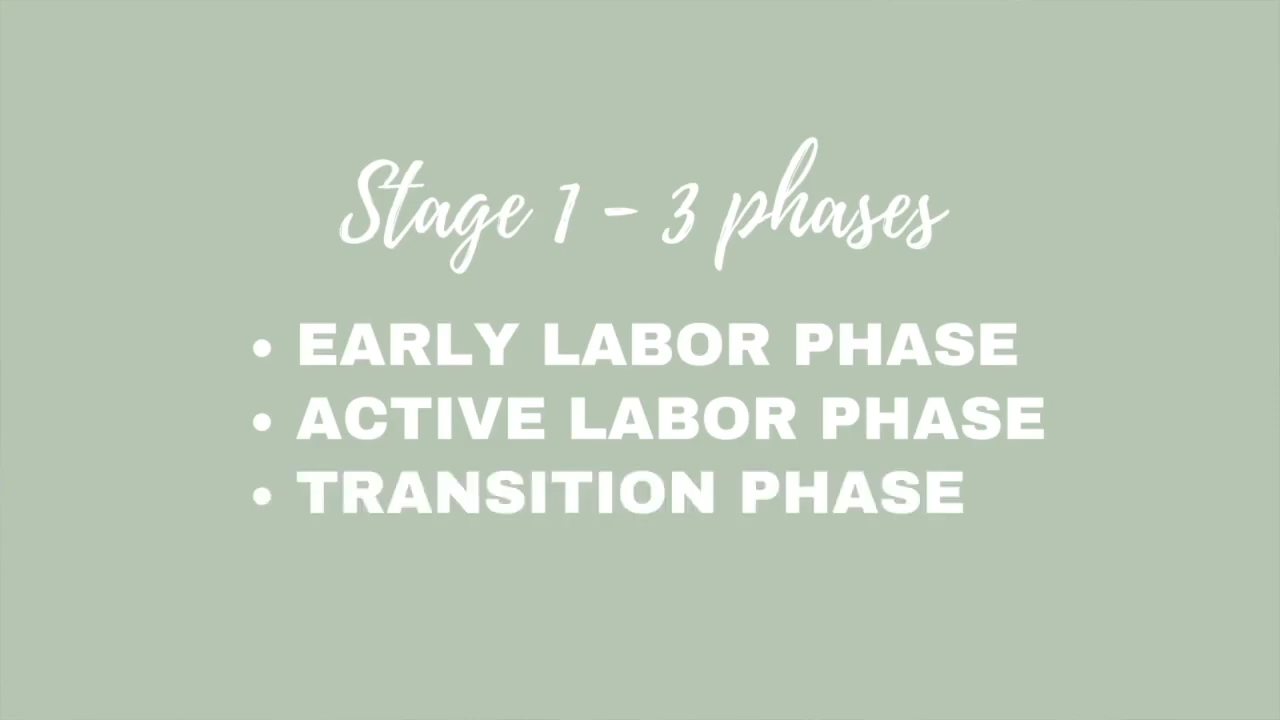 Stage 1 - 3 phases
• EARLY LABOR PHASE
• ACTIVE LABOR PHASE
• TRANSITION PHASE